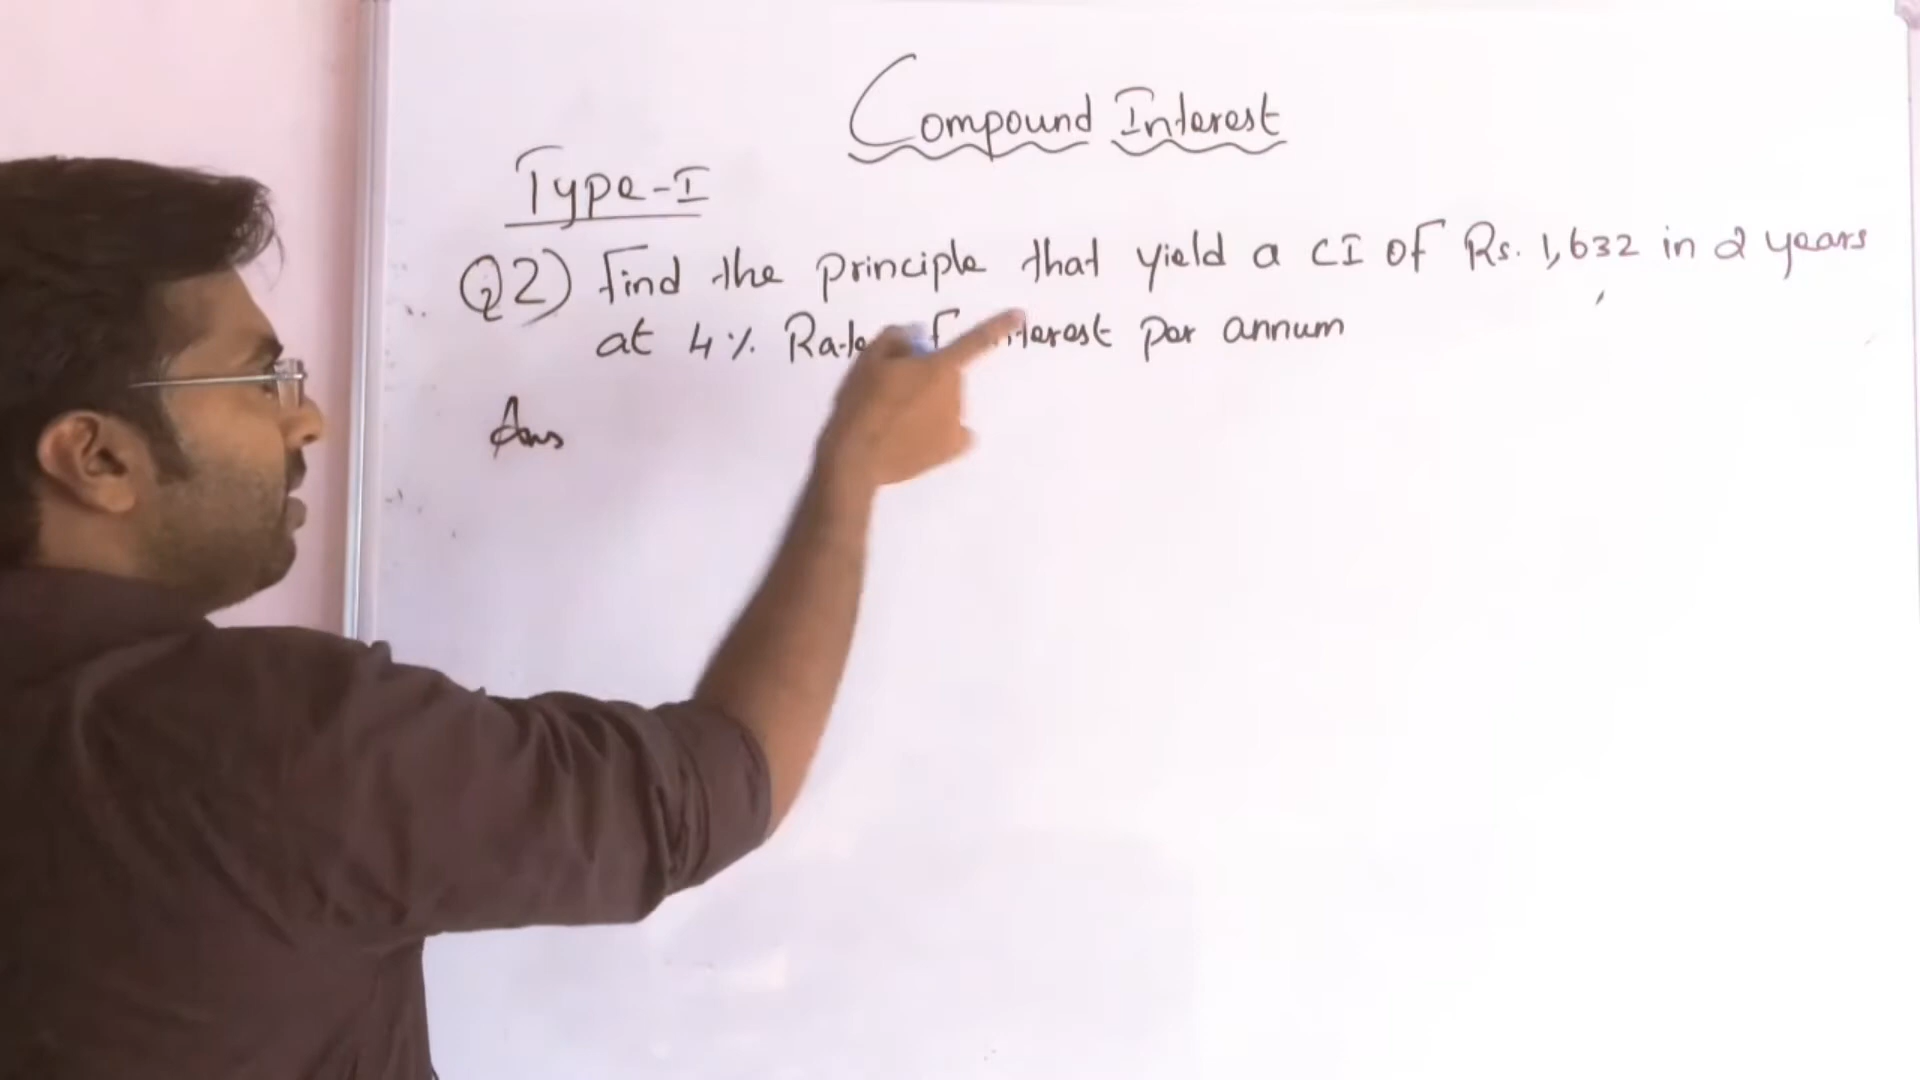 Compound Interest
Type-I
Q2) Find the principle that yield a CI of Rs. 1,632 in 2 years
at 4% Rate Interest per annum
Ans